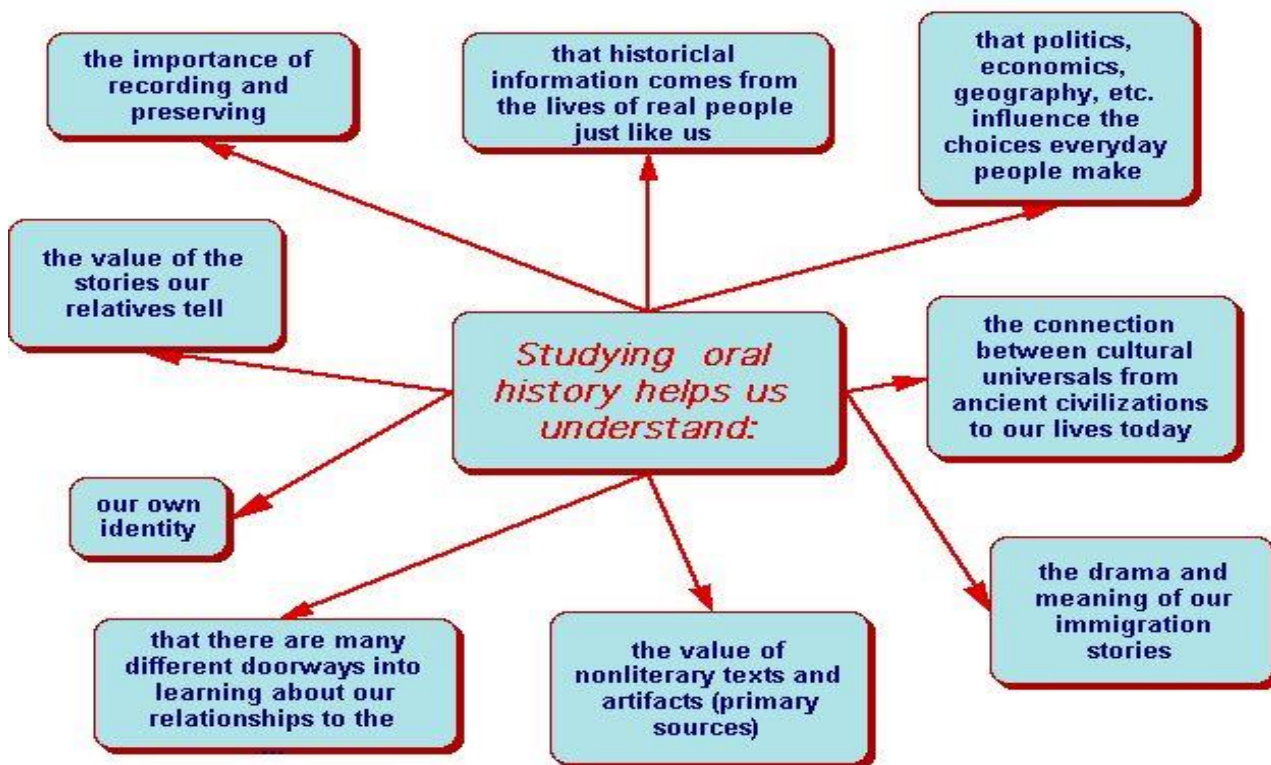 the importance of
recording and
preserving
that historiclal
information comes from
the lives of real people
just like us
that politics,
economics,
geography, etc.
influence the
choices everyday
people make
the value of the
stories our
relatives tell
Studying oral
history helps us
understand:
the connection
between cultural
universals from
ancient civilizations
to our lives today
our own
identity
the drama and
meaning of our
immigration
stories
that there are many
different doorways into
learning about our
relationships to the
...
the value of
nonliterary texts and
artifacts (primary
sources)